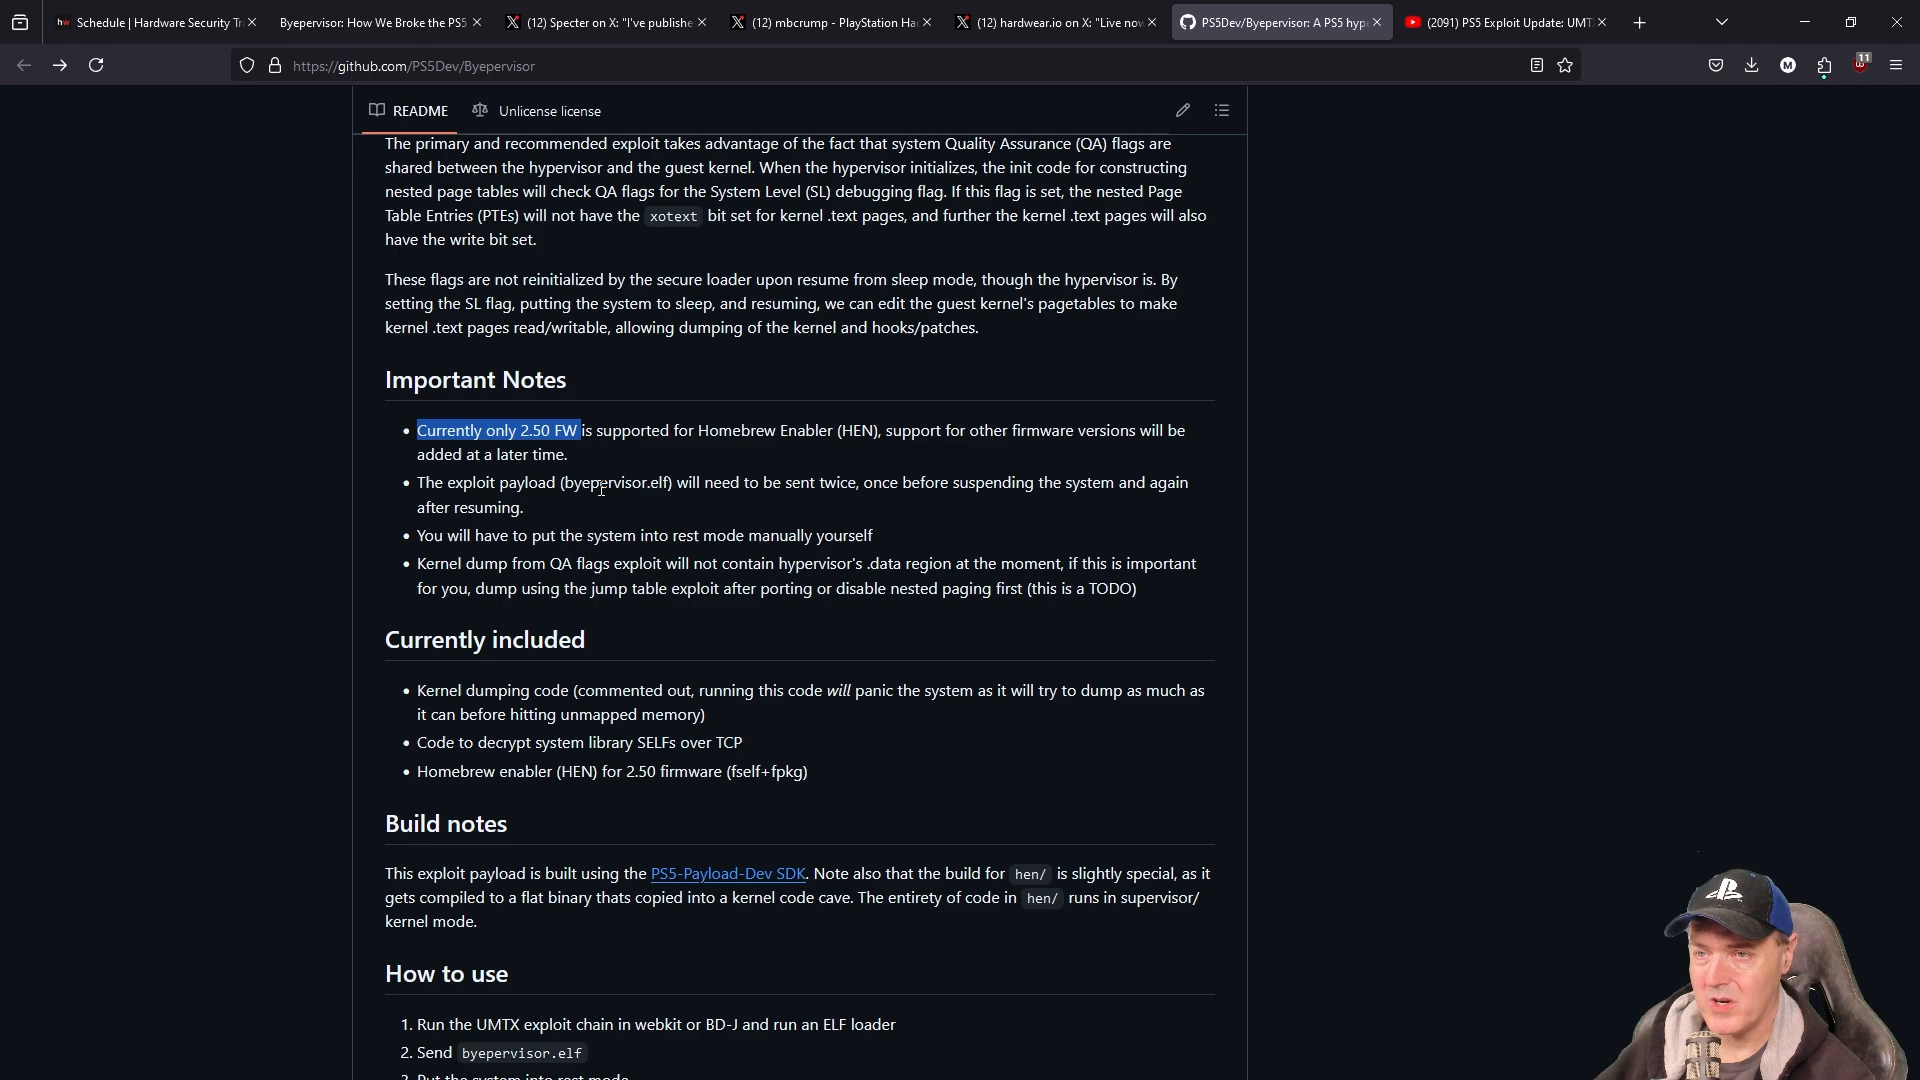 Schedule | Hardware Security Tr
Byepervisor: How We Broke the PS5
(12) Specter on X: "I've publishe
(12) mbcrump - PlayStation Ha
(12) hardwear.io on X: "Live nov
PS5Dev/Byepervisor: A PS5 hype
(2091) PS5 Exploit Update: UMT
https://github.com/PS5Dev/Byepervisor
11
README
Unlicense license
The primary and recommended exploit takes advantage of the fact that system Quality Assurance (QA) flags are
shared between the hypervisor and the guest kernel. When the hypervisor initializes, the init code for constructing
nested page tables will check QA flags for the System Level (SL) debugging flag. If this flag is set, the nested Page
Table Entries (PTEs) will not have the xotext bit set for kernel .text pages, and further the kernel .text pages will also
have the write bit set.
These flags are not reinitialized by the secure loader upon resume from sleep mode, though the hypervisor is. By
setting the SL flag, putting the system to sleep, and resuming, we can edit the guest kernel's pagetables to make
kernel .text pages read/writable, allowing dumping of the kernel and hooks/patches.
Important Notes
• Currently only 2.50 FW is supported for Homebrew Enabler (HEN), support for other firmware versions will be
added at a later time.
• The exploit payload (byepervisor.elf) will need to be sent twice, once before suspending the system and again
after resuming.
• You will have to put the system into rest mode manually yourself
• Kernel dump from QA flags exploit will not contain hypervisor's .data region at the moment, if this is important
for you, dump using the jump table exploit after porting or disable nested paging first (this is a TODO)
Currently included
• Kernel dumping code (commented out, running this code will panic the system as it will try to dump as much as
it can before hitting unmapped memory)
• Code to decrypt system library SELFs over TCP
• Homebrew enabler (HEN) for 2.50 firmware (fself+fpkg)
Build notes
This exploit payload is built using the PS5-Payload-Dev SDK. Note also that the build for hen/ is slightly special, as it
gets compiled to a flat binary thats copied into a kernel code cave. The entirety of code in hen/ runs in supervisor/
kernel mode.
How to use
1. Run the UMTX exploit chain in webkit or BD-J and run an ELF loader
2. Send byepervisor.elf
3. Put the system into rest mode